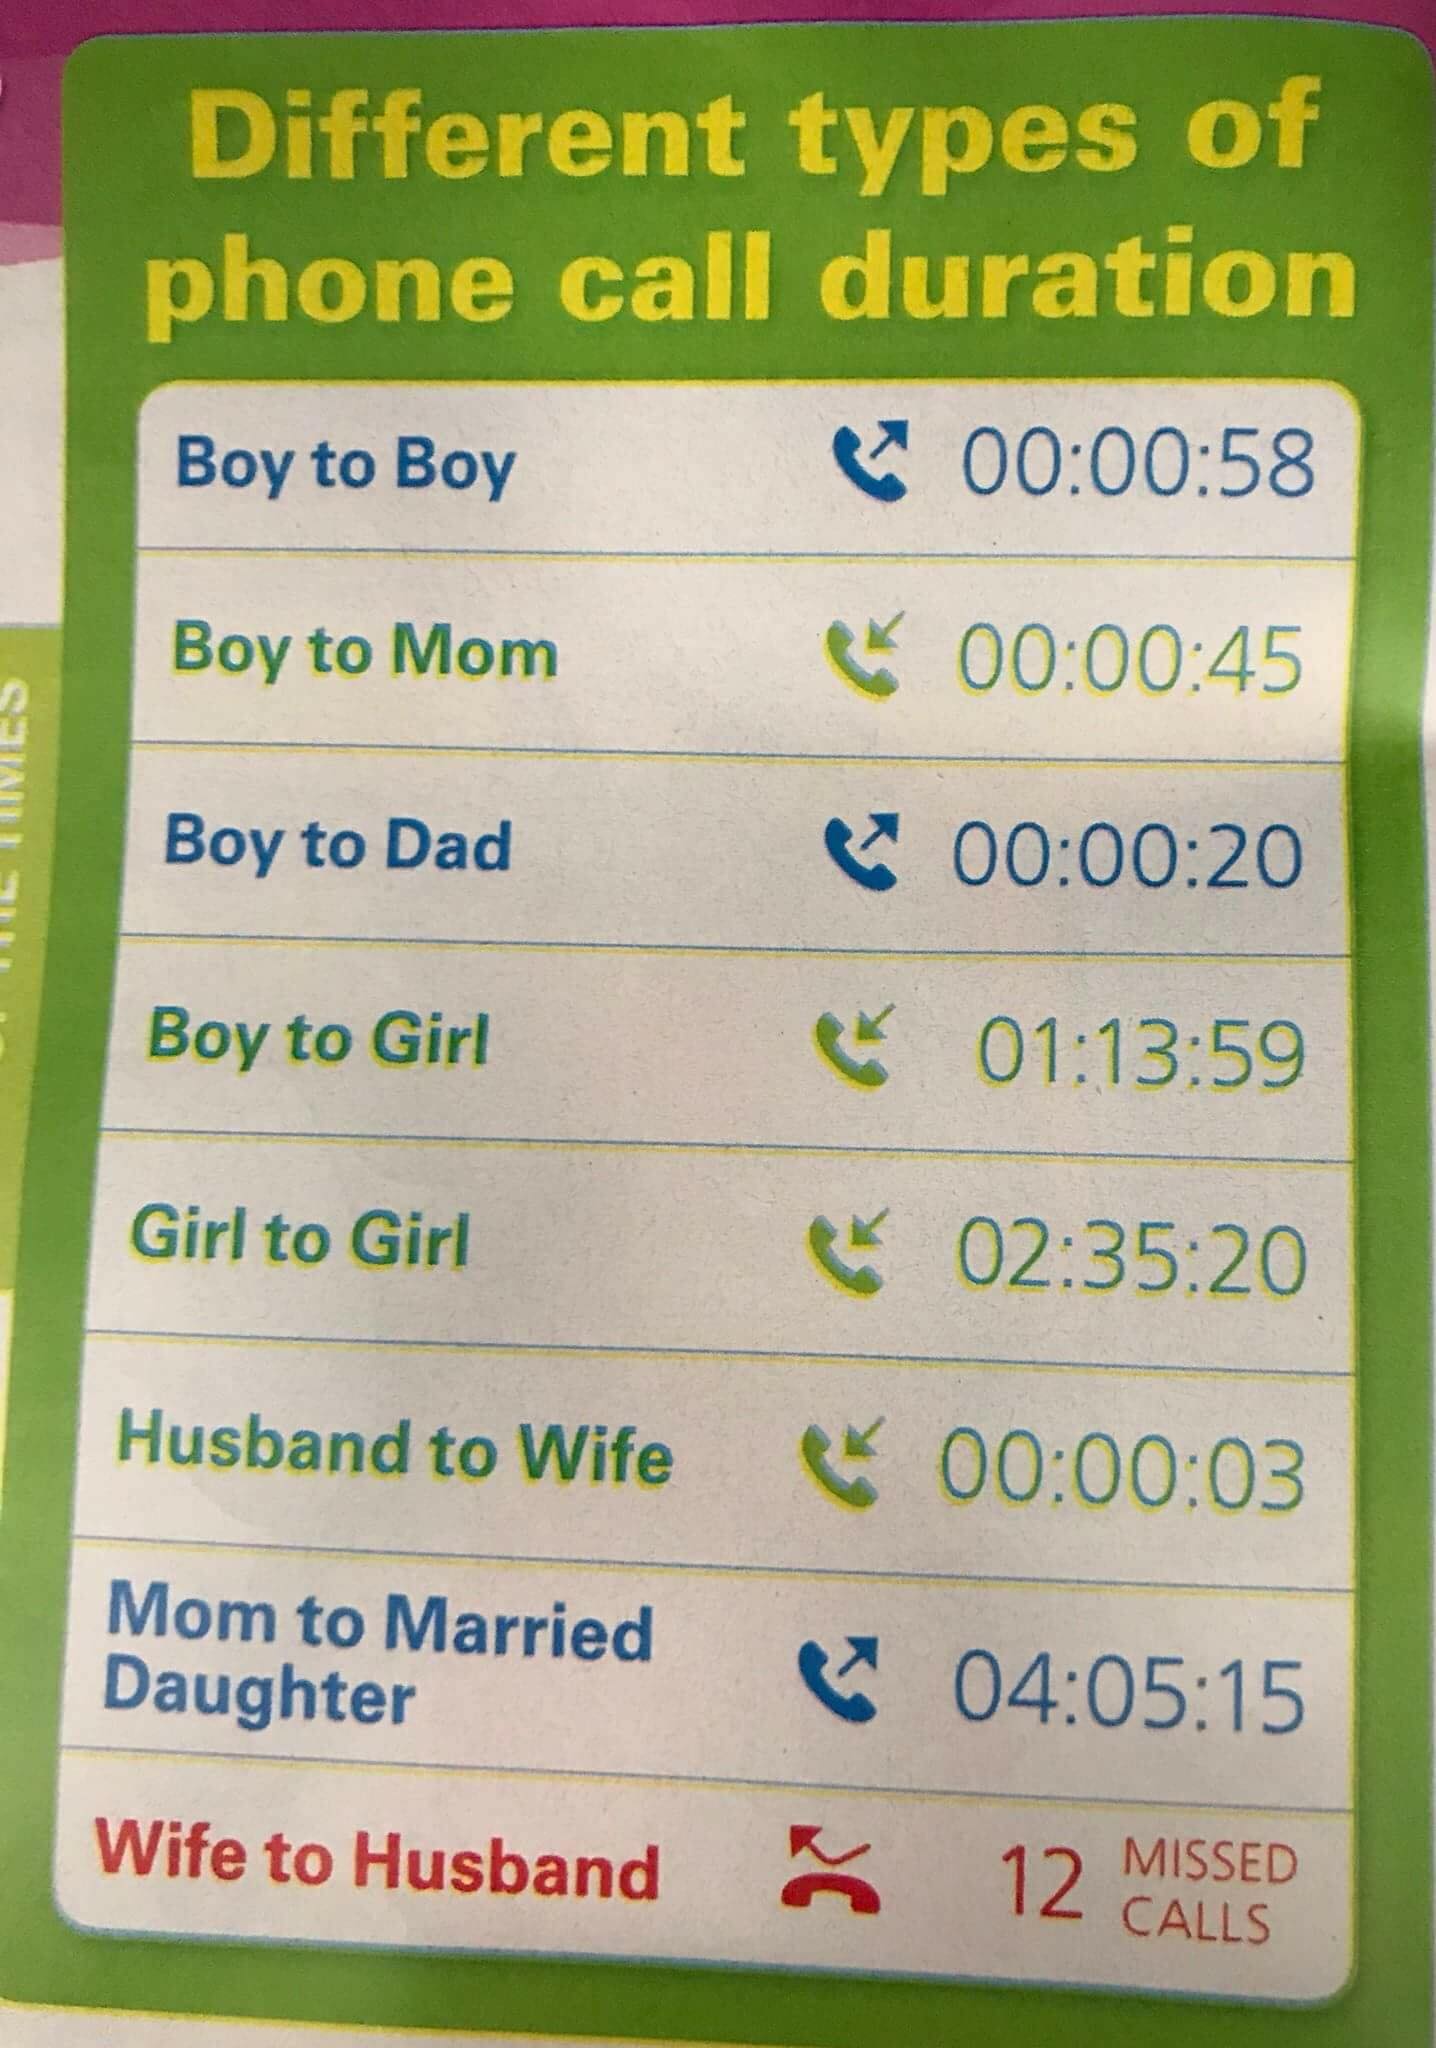 Different types of
phone call duration
Boy to Boy 00:00:58
Boy to Mom 00:00:45
Boy to Dad 00:00:20
Boy to Girl 01:13:59
Girl to Girl 02:35:20
Husband to Wife 00:00:03
Mom to Married
Daughter 04:05:15
Wife to Husband 12 MISSED
CALLS
THE TIMES